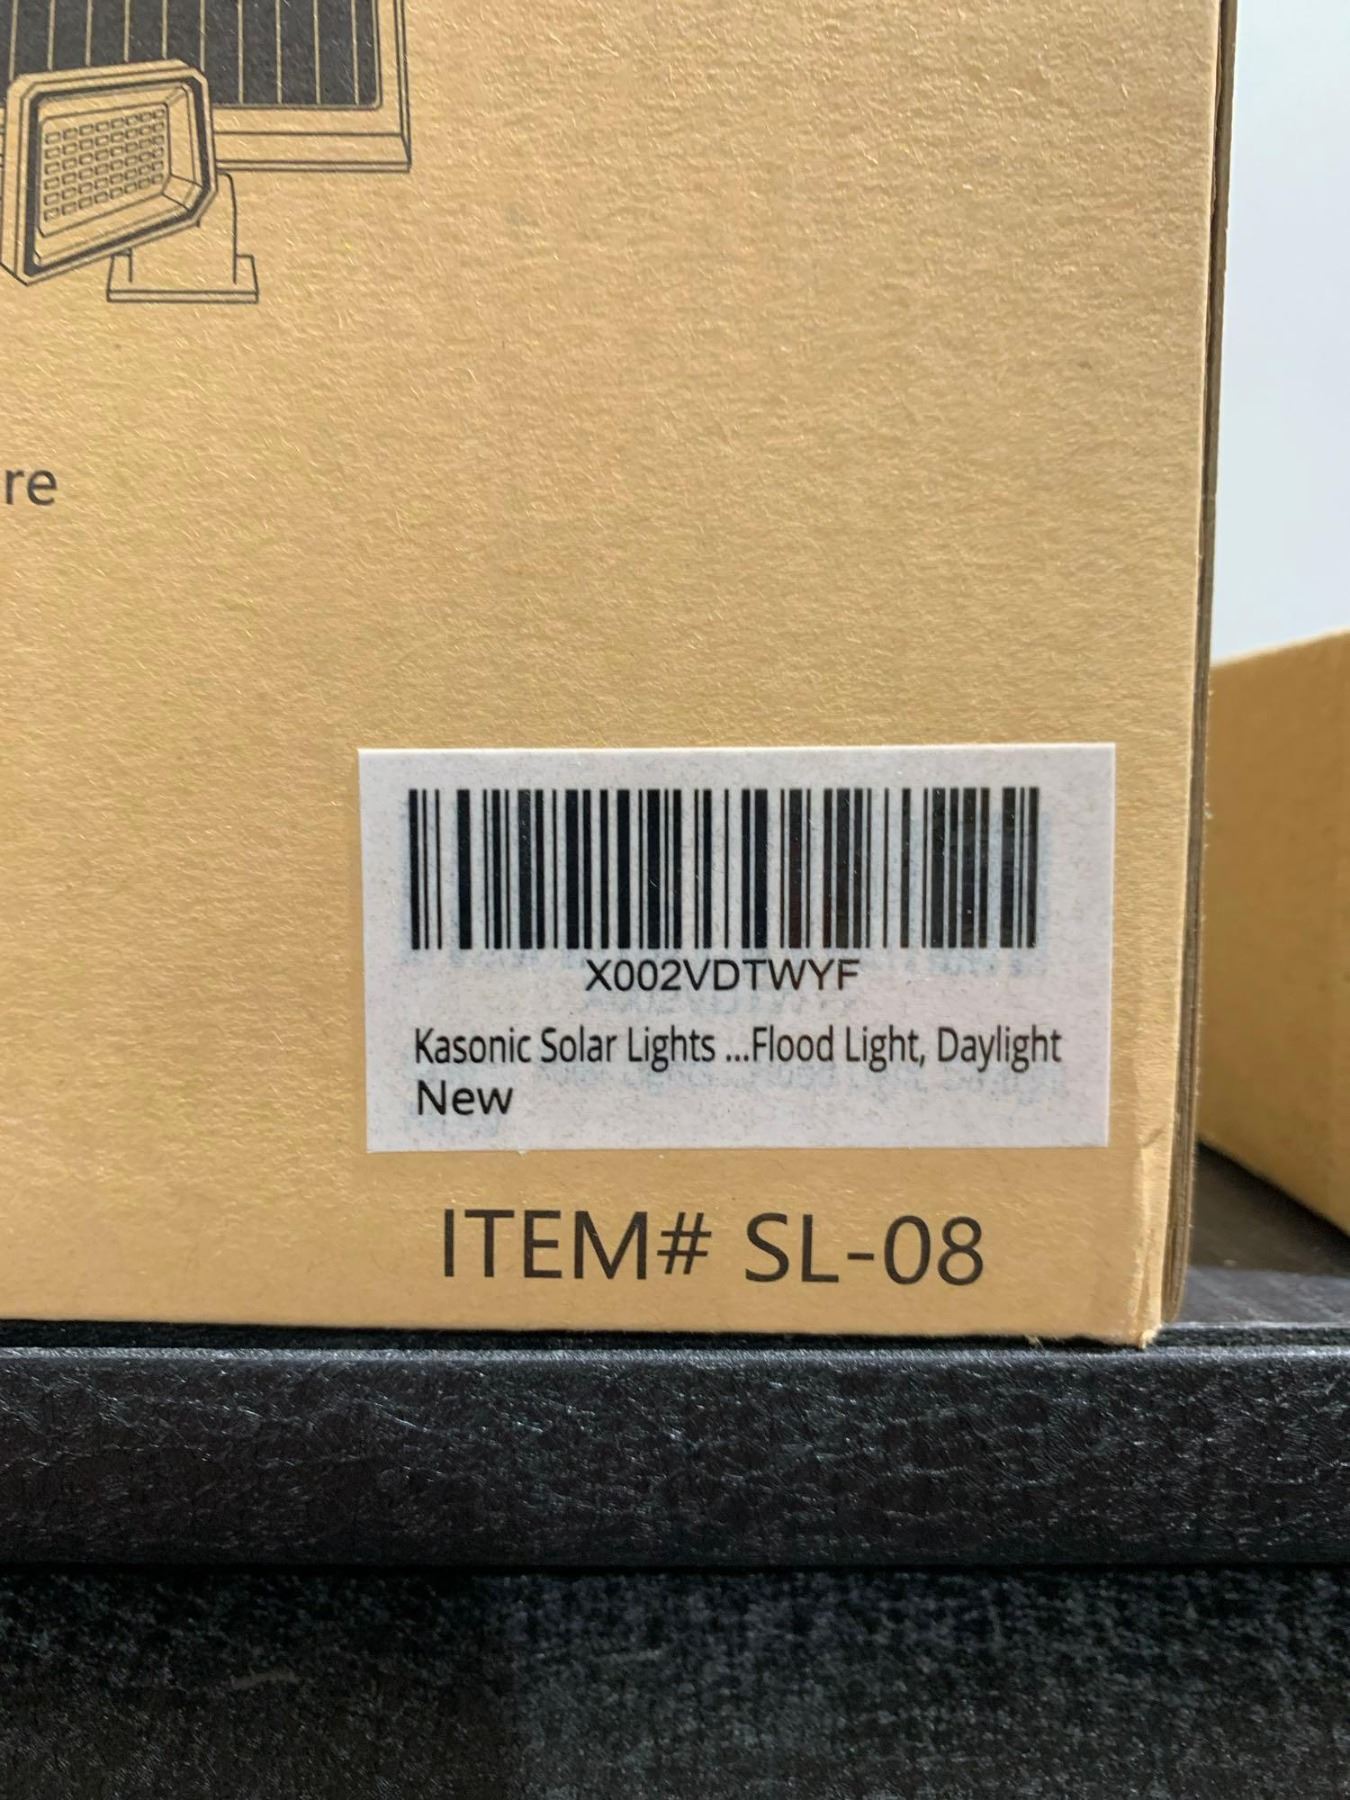 re
X002VDTWYF
Kasonic Solar Lights ...Flood Light, Daylight
New
ITEM# SL-08